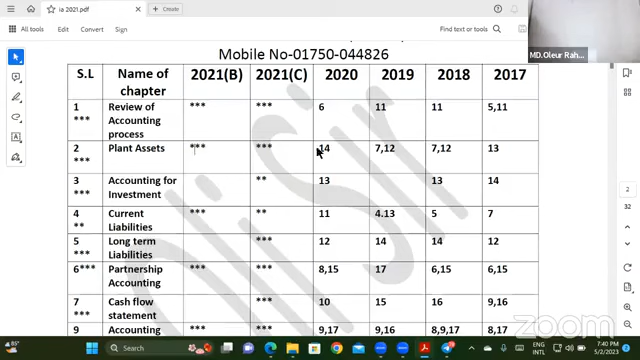 ia 2021.pdf
+ Create
All tools Edit Convert E-Sign
Find text or tools
MD.Oleur Rah...
Mobile No-01750-044826
S.L Name of chapter 2021(B) 2021(C) 2020 2019 2018 2017
1 *** Review of Accounting process *** *** 6 11 11 5,11
2 *** Plant Assets *** *** 14 7,12 7,12 13
3 *** Accounting for Investment ** 13 13 14
4 ** Current Liabilities *** ** 11 4.13 5 7
5 *** Long term Liabilities *** 12 14 14 12
6*** Partnership Accounting *** *** 8,15 17 6,15 6,15
7 *** Cash flow statement *** 10 15 16 9,16
9 Accounting *** *** 9,17 9,16 8,9,17 8,17
Oli Sir
2
32
zoom
85°
Search
ENG
INTL
7:40 PM
5/2/2023